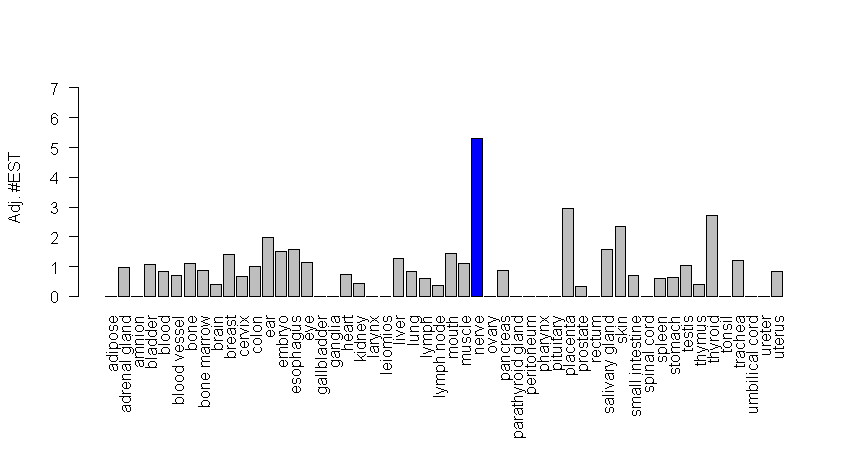 Adj. #EST
7
6
5
4
3
2
1
0
adipose
adrenal gland
amnion
bladder
blood
blood vessel
bone
bone marrow
brain
breast
cervix
colon
ear
embryo
esophagus
eye
gallbladder
ganglia
heart
kidney
larynx
leiomios
liver
lung
lymph
lymph node
mouth
muscle
nerve
ovary
pancreas
parathyroid gland
peritoneum
pharynx
pituitary
placenta
prostate
rectum
salivary gland
skin
small intestine
spinal cord
spleen
stomach
testis
thymus
thyroid
tonsil
trachea
umbilical cord
ureter
uterus